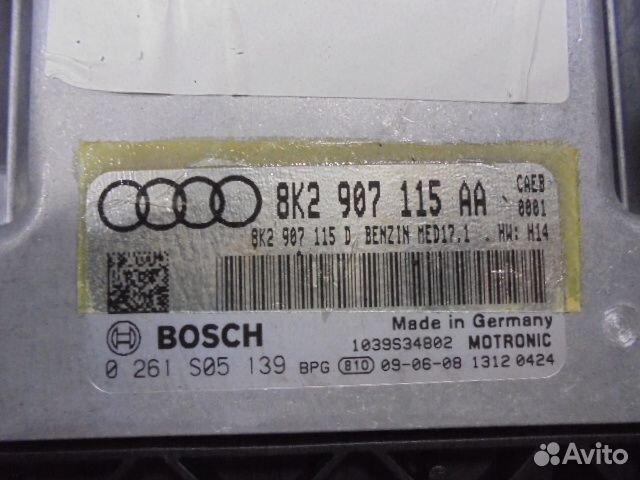 8K2 907 115 AA CAEB
0001
8K2 907 115 D BENZIN MED17.1 . HW: H14
Made in Germany
BOSCH 1039S34802 MOTRONIC
0 261 S05 139 BPG 810 09-06-08 1312 0424
Avito